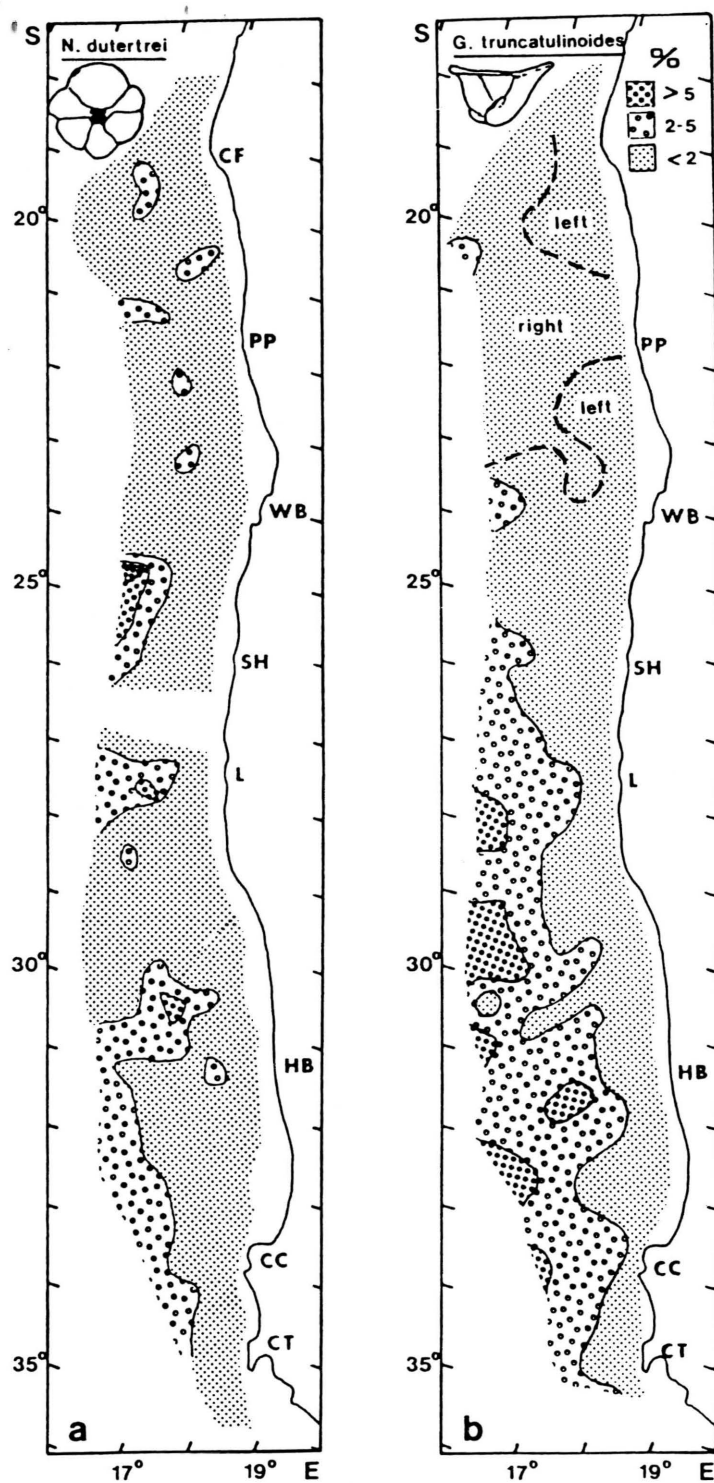 S
N. dutertrei
CF
20°
PP
WB
25°
SH
L
30°
HB
CC
CT
35°
a
17° 19° E
S
G. truncatulinoides
%
>5
2-5
<2
left
20°
right
PP
left
WB
25°
SH
L
30°
HB
CC
CT
35°
b
17° 19° E